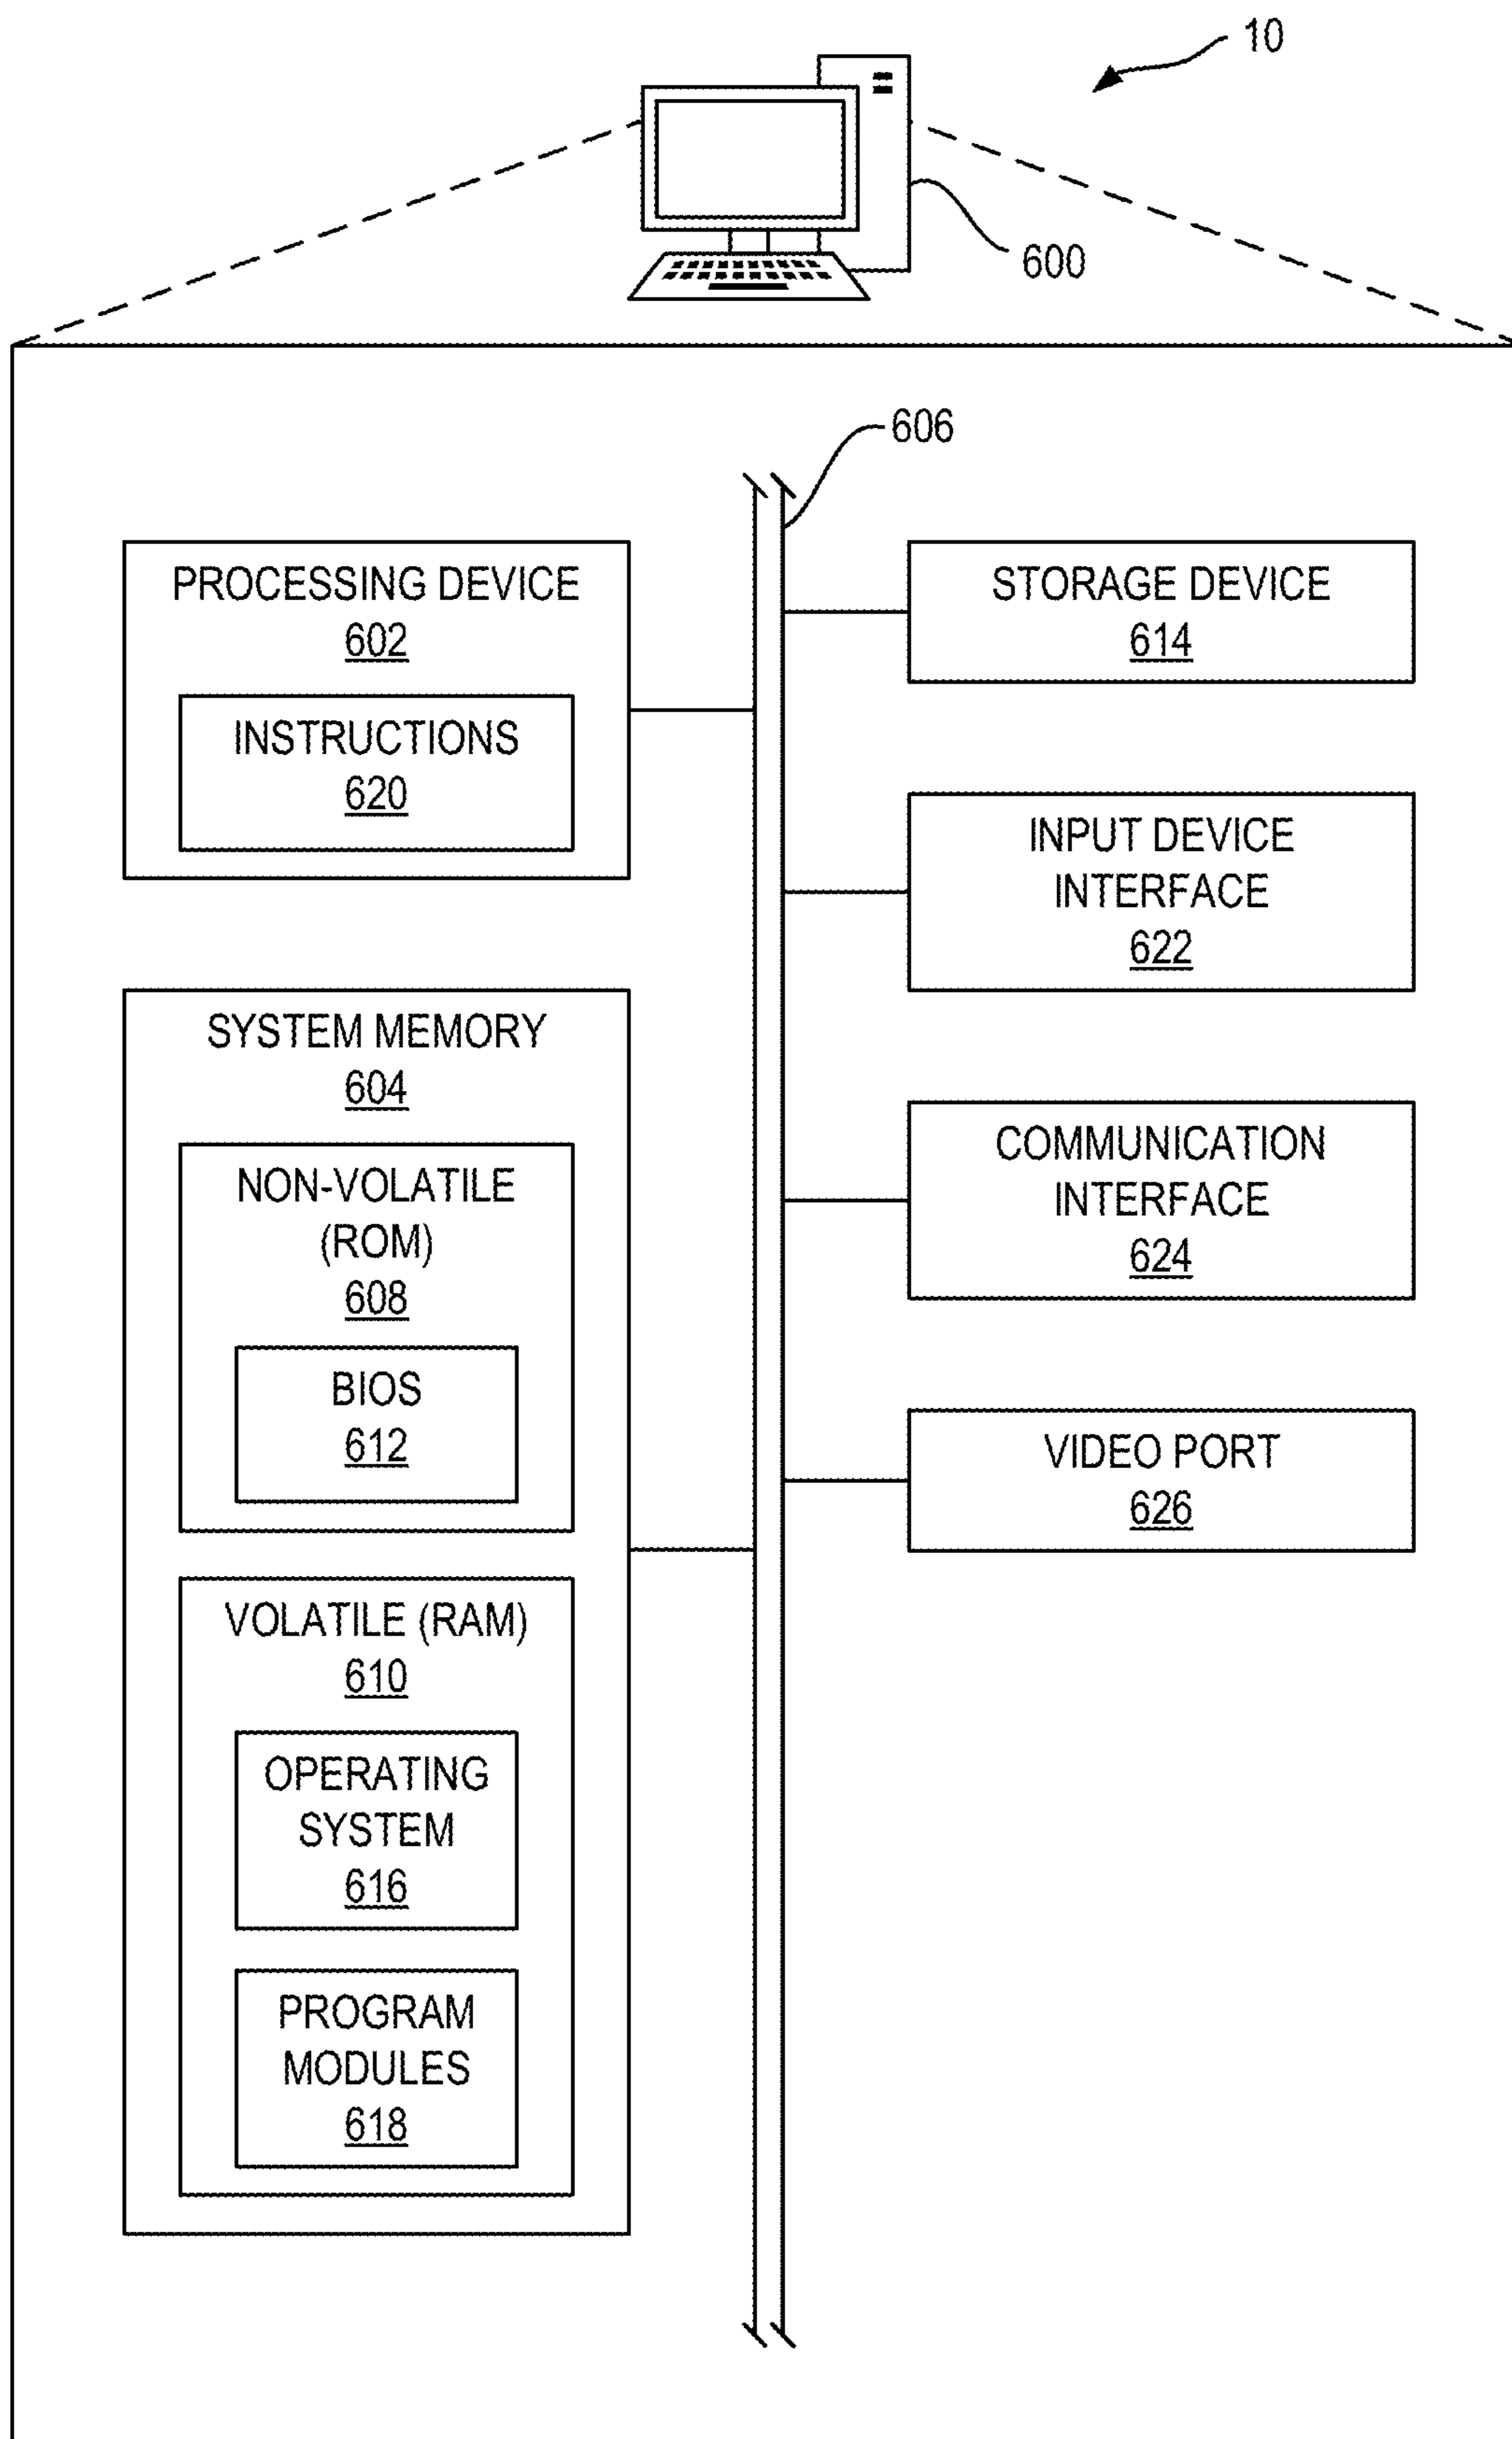 10
600
606
PROCESSING DEVICE
602
INSTRUCTIONS
620
SYSTEM MEMORY
604
NON-VOLATILE
(ROM)
608
BIOS
612
VOLATILE (RAM)
610
OPERATING
SYSTEM
616
PROGRAM
MODULES
618
STORAGE DEVICE
614
INPUT DEVICE
INTERFACE
622
COMMUNICATION
INTERFACE
624
VIDEO PORT
626